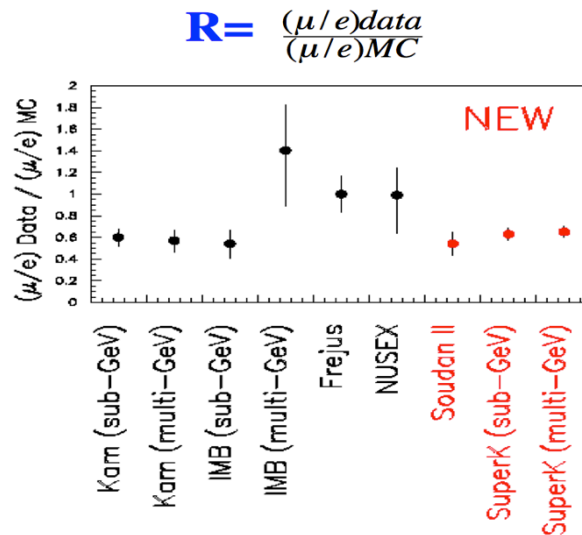 R= (μ/e)data
(μ/e)MC
NEW
(μ/e) Data / (μ/e) MC
2
1.8
1.6
1.4
1.2
1
0.8
0.6
0.4
0.2
0
Kam (sub-GeV)
Kam (multi-GeV)
IMB (sub-GeV)
IMB (multi-GeV)
Frejus
NUSEX
Soudan II
SuperK (sub-GeV)
SuperK (multi-GeV)